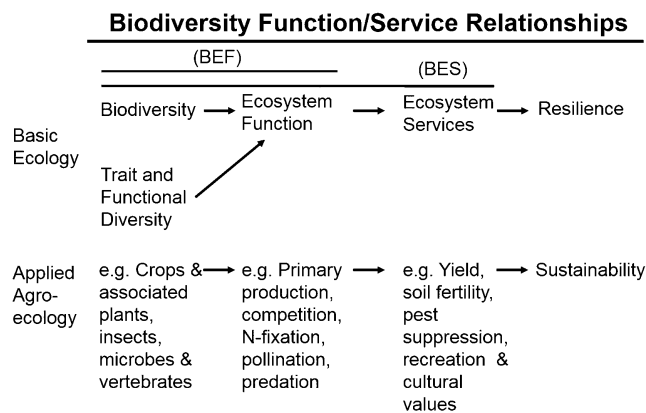 Biodiversity Function/Service Relationships
(BEF)
(BES)
Basic
Ecology
Biodiversity
Ecosystem
Function
Ecosystem
Services
Resilience
Trait and
Functional
Diversity
Applied
Agro-
ecology
e.g. Crops &
associated
plants,
insects,
microbes &
vertebrates
e.g. Primary
production,
competition,
N-fixation,
pollination,
predation
e.g. Yield,
soil fertility,
pest
suppression,
recreation &
cultural
values
Sustainability